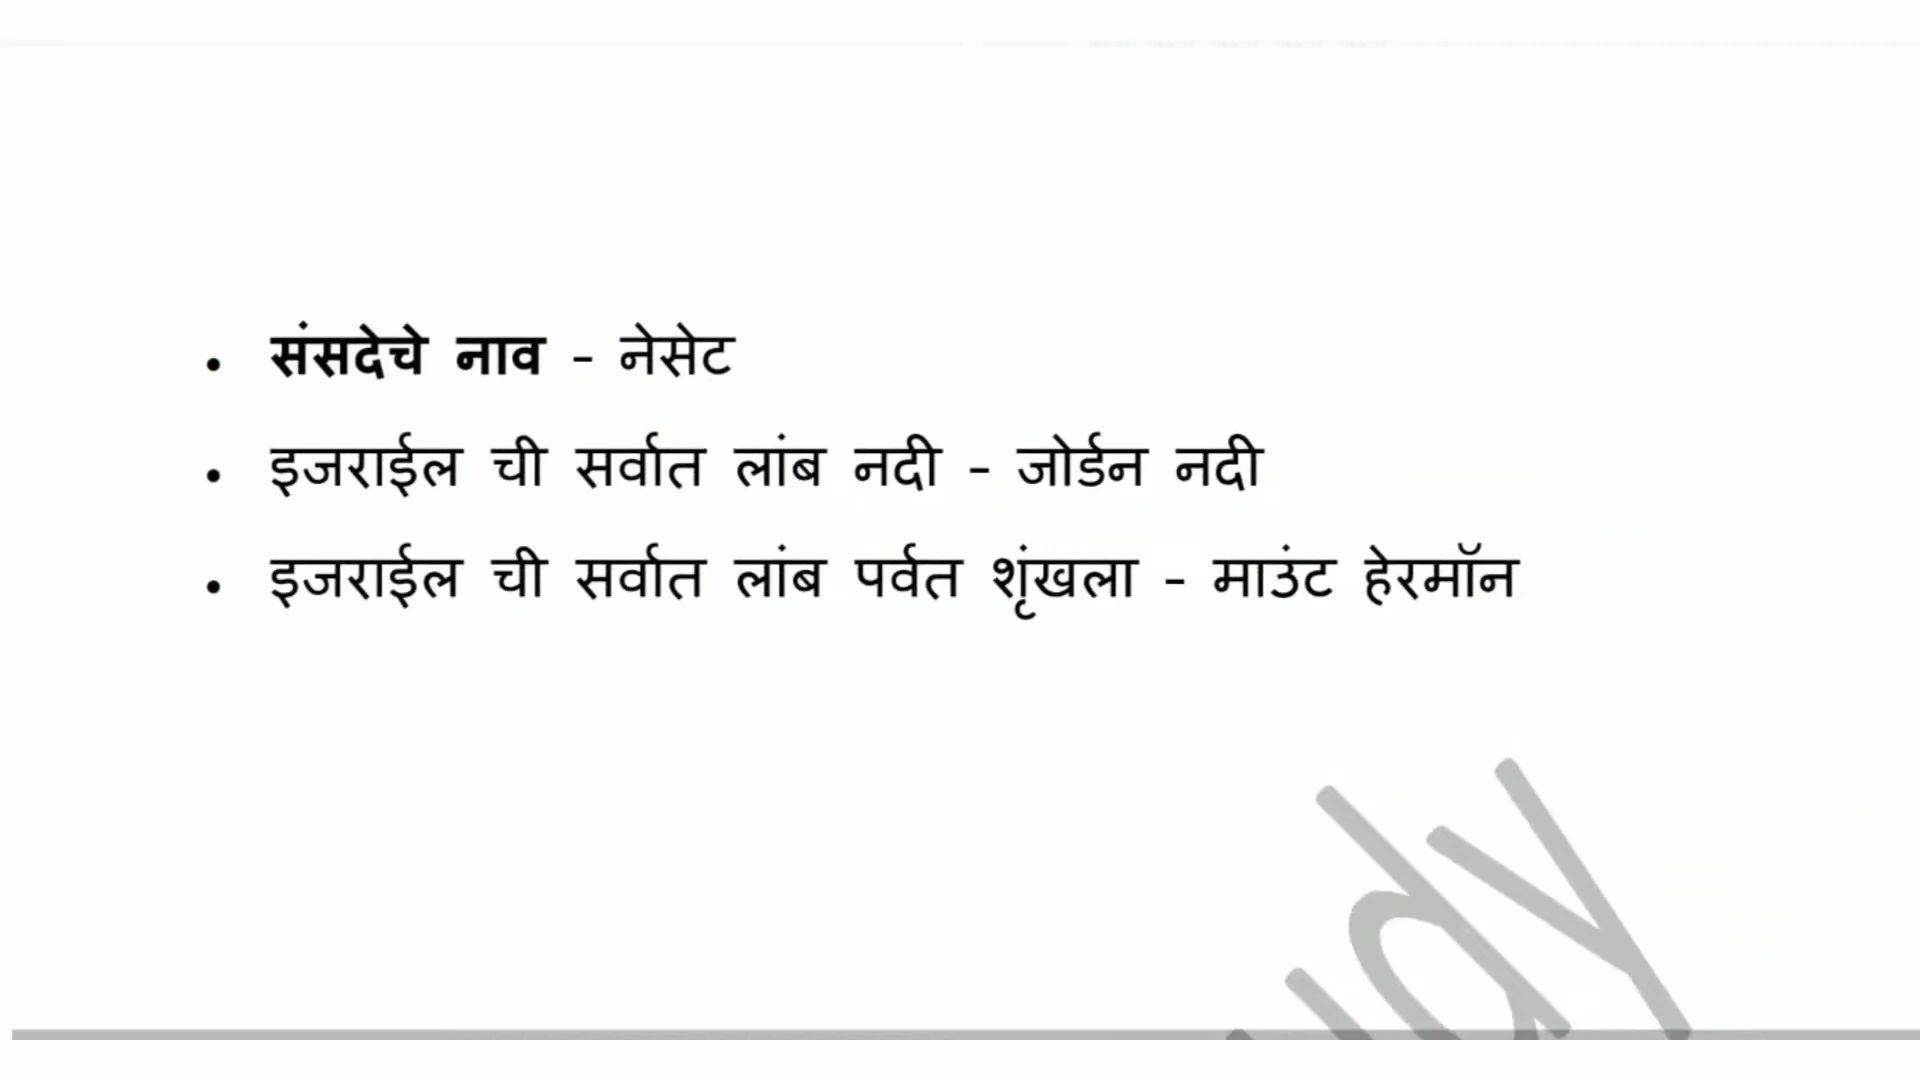 • संसदेचे नाव - नेसेट
• इजराईल ची सर्वात लांब नदी - जोर्डन नदी
• इजराईल ची सर्वात लांब पर्वत शृंखला - माउंट हेरमॉन